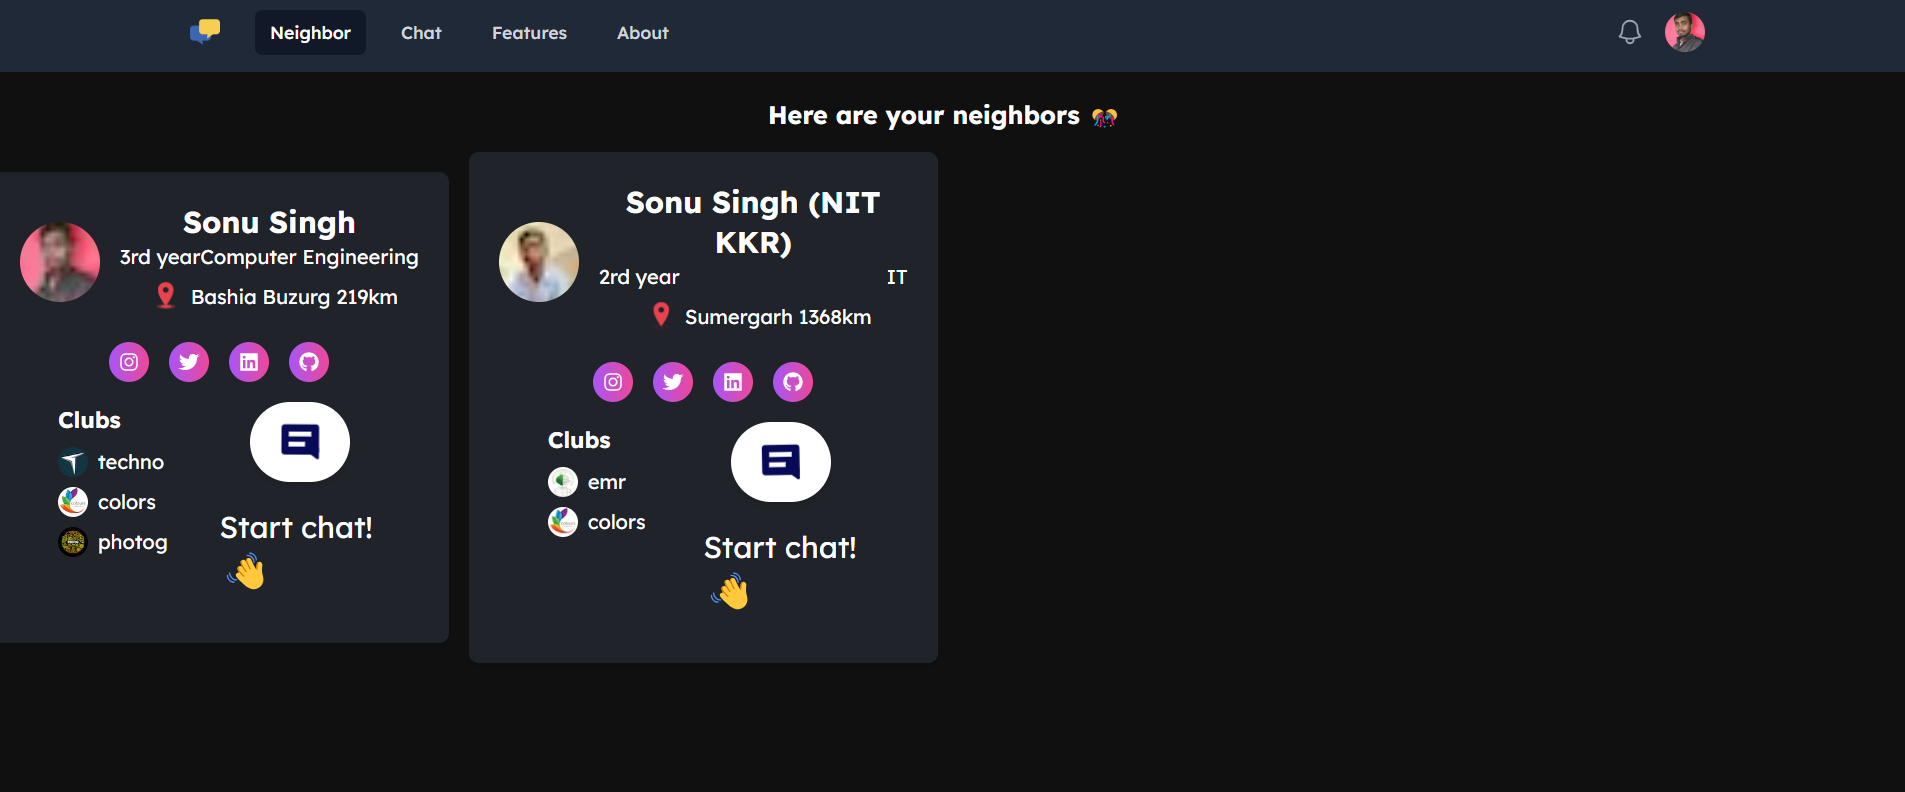 Neighbor Chat Features About
Here are your neighbors
Sonu Singh
3rd yearComputer Engineering
Bashia Buzurg 219km
Clubs
techno
colors
photog
Start chat!
Sonu Singh (NIT
KKR)
2rd year IT
Sumergarh 1368km
Clubs
emr
colors
Start chat!